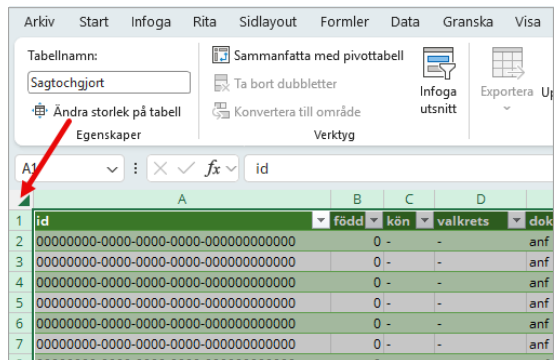 Arkiv Start Infoga Rita Sidlayout Formler Data Granska Visa
Tabellnamn:
Sagtochgjort
Ändra storlek på tabell
Egenskaper
Sammanfatta med pivottabell
Ta bort dubbletter
Konvertera till område
Verktyg
Infoga
utsnitt
Exportera
A1 fx id
A B C D
1 id född kön valkrets dok
2 00000000-0000-0000-0000-000000000000 0 - - anf
3 00000000-0000-0000-0000-000000000000 0 - - anf
4 00000000-0000-0000-0000-000000000000 0 - - anf
5 00000000-0000-0000-0000-000000000000 0 - - anf
6 00000000-0000-0000-0000-000000000000 0 - - anf
7 00000000-0000-0000-0000-000000000000 0 - - anf